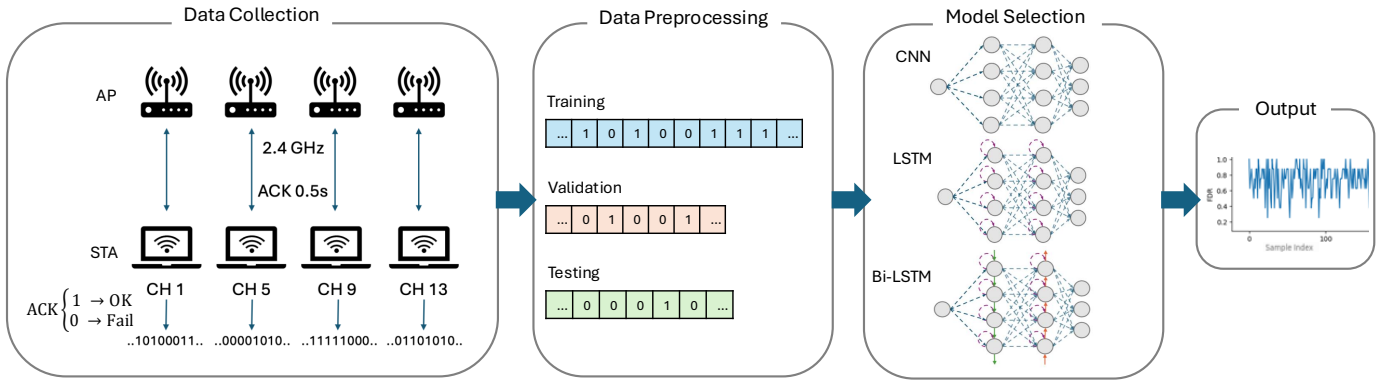 Data Collection
AP
2.4 GHz
ACK 0.5s
STA
CH 1 CH 5 CH 9 CH 13
ACK { 1 → OK
0 → Fail
..10100011.. ..00001010.. ..11111000.. ..01101010..
Data Preprocessing
Training
... 1 0 1 0 0 1 1 1 ...
Validation
... 0 1 0 0 1 ...
Testing
... 0 0 0 1 0 ...
Model Selection
CNN
LSTM
Bi-LSTM
Output
1.0
0.8
0.6
0.4
0.2
FDR
0 100
Sample Index